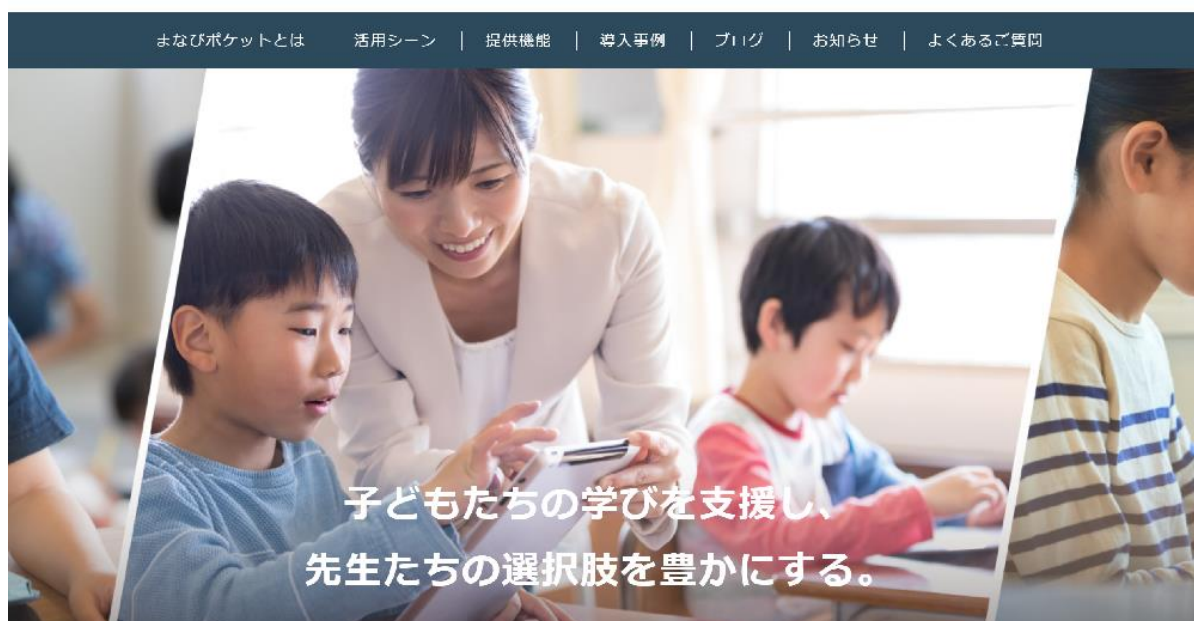 まなびポケットとは 活用シーン | 提供機能 | 導入事例 | ブログ | お知らせ | よくあるご質問
子どもたちの学びを支援し、
先生たちの選択肢を豊かにする。